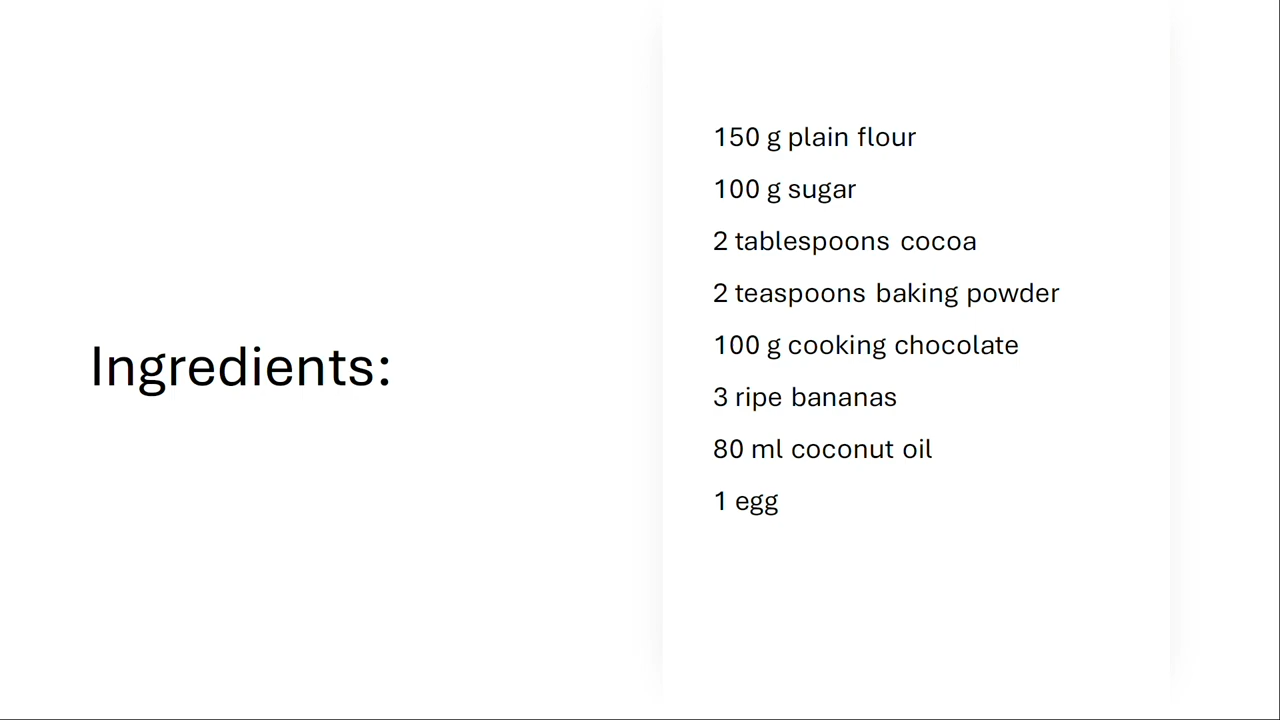 Ingredients:
150 g plain flour
100 g sugar
2 tablespoons cocoa
2 teaspoons baking powder
100 g cooking chocolate
3 ripe bananas
80 ml coconut oil
1 egg